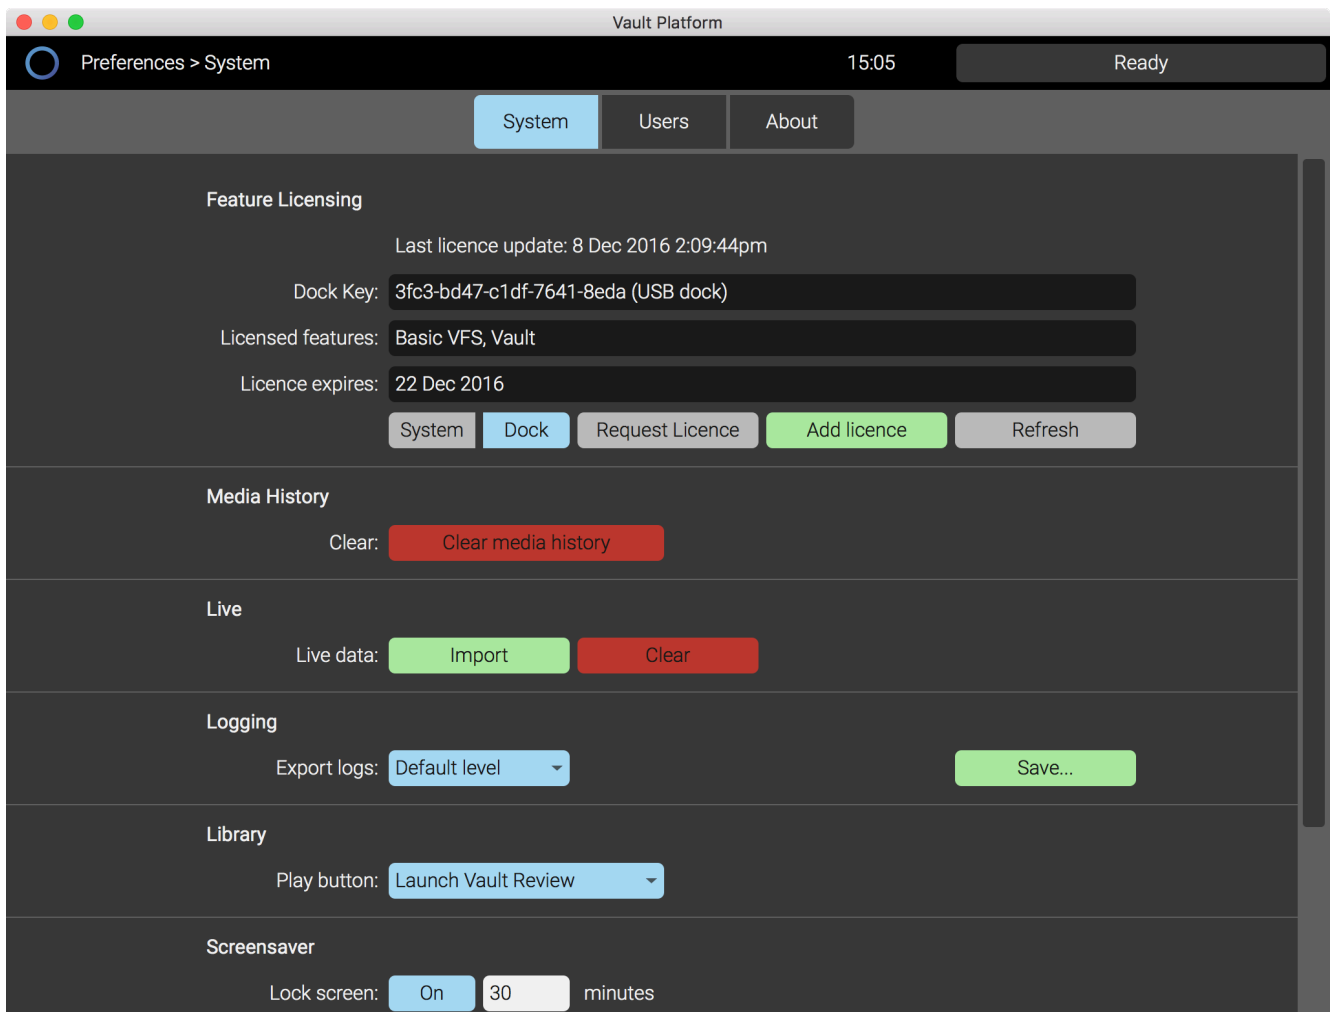 Vault Platform
Preferences > System 15:05 Ready
System Users About
Feature Licensing
Last licence update: 8 Dec 2016 2:09:44pm
Dock Key: 3fc3-bd47-c1df-7641-8eda (USB dock)
Licensed features: Basic VFS, Vault
Licence expires: 22 Dec 2016
System Dock Request Licence Add licence Refresh
Media History
Clear: Clear media history
Live
Live data: Import Clear
Logging
Export logs: Default level Save...
Library
Play button: Launch Vault Review
Screensaver
Lock screen: On 30 minutes